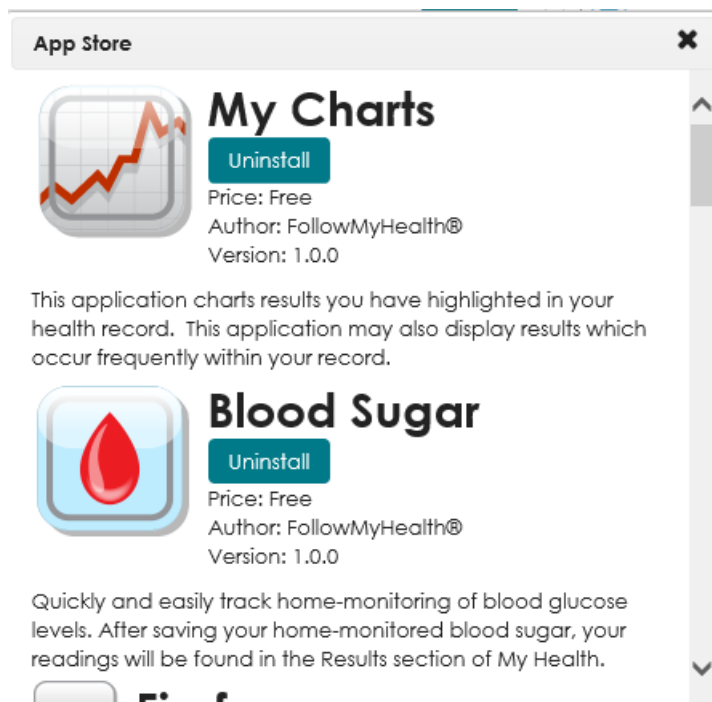 App Store
My Charts
Uninstall
Price: Free
Author: FollowMyHealth®
Version: 1.0.0
This application charts results you have highlighted in your
health record.  This application may also display results which
occur frequently within your record.
Blood Sugar
Uninstall
Price: Free
Author: FollowMyHealth®
Version: 1.0.0
Quickly and easily track home-monitoring of blood glucose
levels. After saving your home-monitored blood sugar, your
readings will be found in the Results section of My Health.